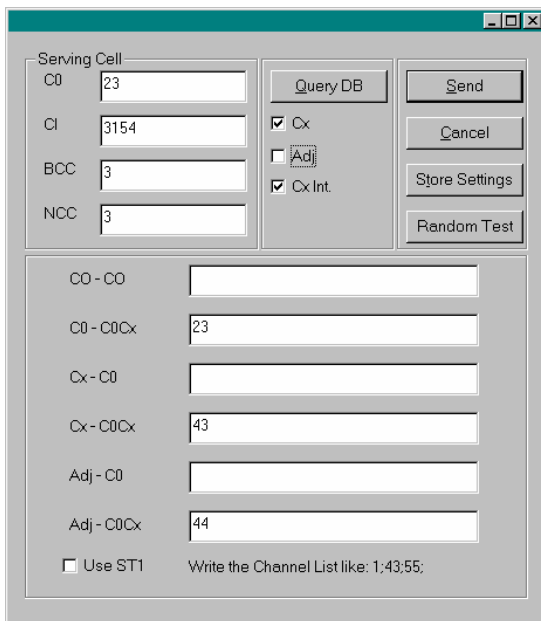 Serving Cell
C0 23
CI 3154
BCC 3
NCC 3
Query DB
Cx
Adj
Cx Int.
Send
Cancel
Store Settings
Random Test
CO - CO
C0 - C0Cx 23
Cx - C0
Cx - C0Cx 43
Adj - C0
Adj - C0Cx 44
Use ST1 Write the Channel List like: 1;43;55;